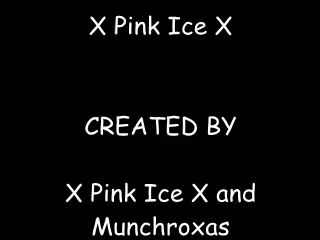 X Pink Ice X
CREATED BY
X Pink Ice X and
Munchroxas